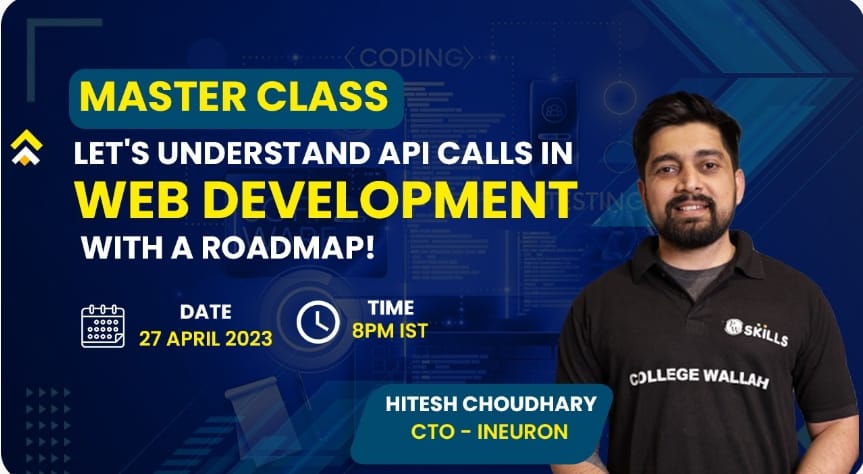 CODING
MASTER CLASS
LET'S UNDERSTAND API CALLS IN
WEB DEVELOPMENT
WITH A ROADMAP!
TESTING
DATE
27 APRIL 2023
TIME
8PM IST
SKILLS
COLLEGE WALLAH
HITESH CHOUDHARY
CTO - INEURON